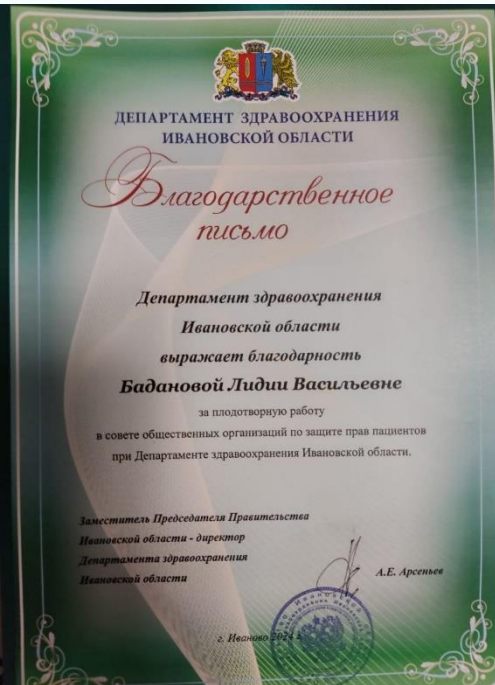 ДЕПАРТАМЕНТ ЗДРАВООХРАНЕНИЯ
ИВАНОВСКОЙ ОБЛАСТИ
Благодарственное
письмо
Департамент здравоохранения
Ивановской области
выражает благодарность
Бадановой Лидии Васильевне
за плодотворную работу
в совете общественных организаций по защите прав пациентов
при Департаменте здравоохранения Ивановской области.
Заместитель Председателя Правительства
Ивановской области - директор
Департамента здравоохранения
Ивановской области
А.Е. Арсеньев
г. Иваново 2024 г.